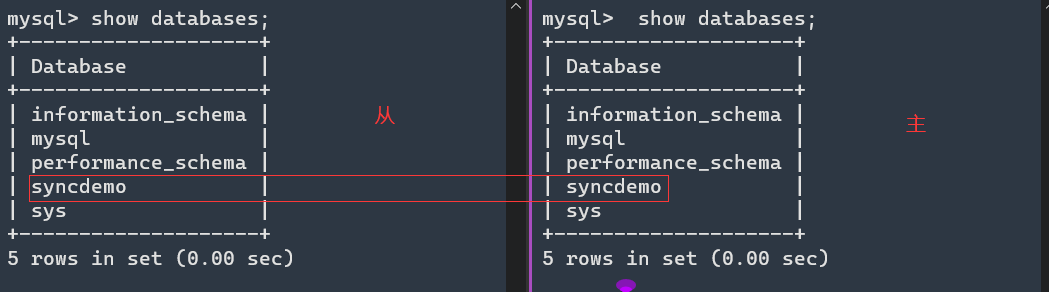 mysql> show databases;
+--------------------+
| Database           |
+--------------------+
| information_schema |
| mysql              |
| performance_schema |
| syncdemo           |
| sys                |
+--------------------+
5 rows in set (0.00 sec)
从
mysql>  show databases;
+--------------------+
| Database           |
+--------------------+
| information_schema |
| mysql              |
| performance_schema |
| syncdemo           |
| sys                |
+--------------------+
5 rows in set (0.00 sec)
主